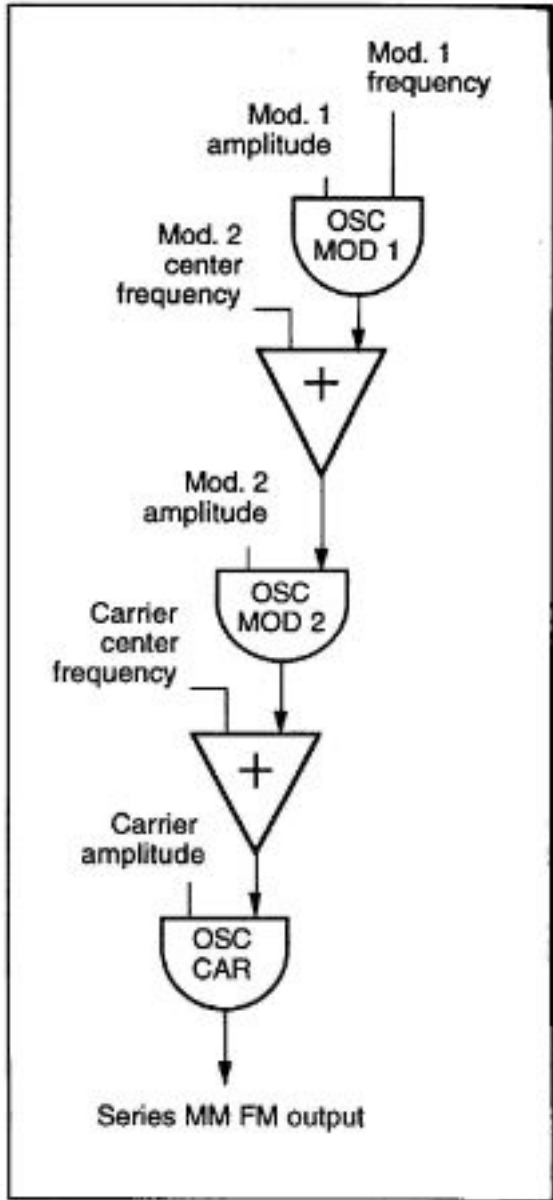 Mod. 1
frequency
Mod. 1
amplitude
OSC
MOD 1
Mod. 2
center
frequency
+
Mod. 2
amplitude
OSC
MOD 2
Carrier
center
frequency
+
Carrier
amplitude
OSC
CAR
Series MM FM output